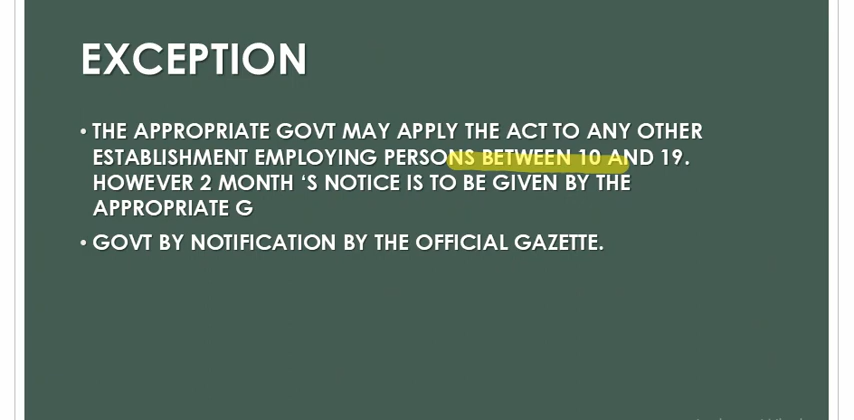 EXCEPTION
• THE APPROPRIATE GOVT MAY APPLY THE ACT TO ANY OTHER
ESTABLISHMENT EMPLOYING PERSONS BETWEEN 10 AND 19.
HOWEVER 2 MONTH ‘S NOTICE IS TO BE GIVEN BY THE
APPROPRIATE G
• GOVT BY NOTIFICATION BY THE OFFICIAL GAZETTE.